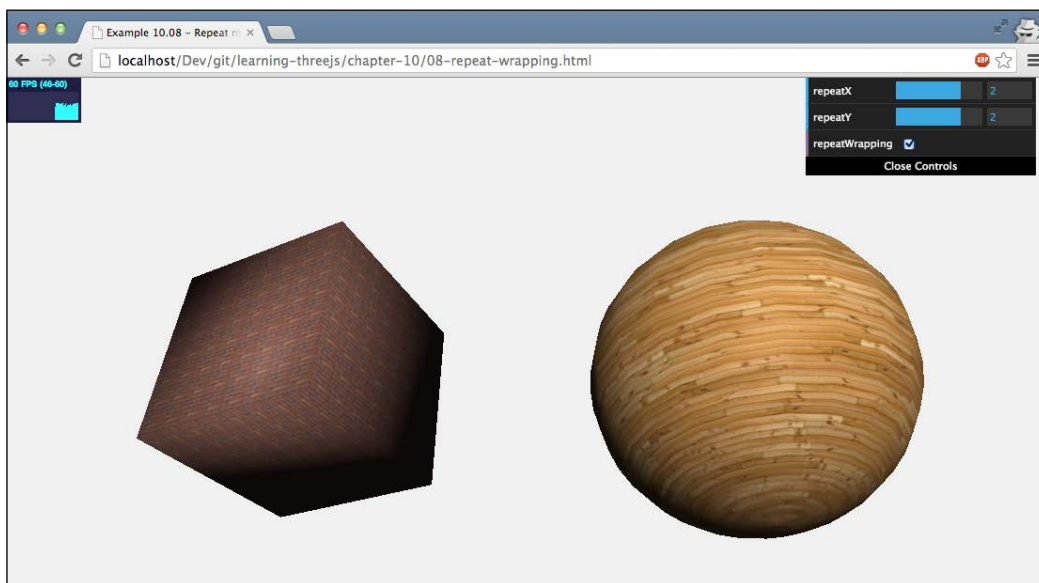 Example 10.08 – Repeat
localhost/Dev/git/learning-threejs/chapter-10/08-repeat-wrapping.html
ABP
60 FPS (46-60)
repeatX 2
repeatY 2
repeatWrapping
Close Controls